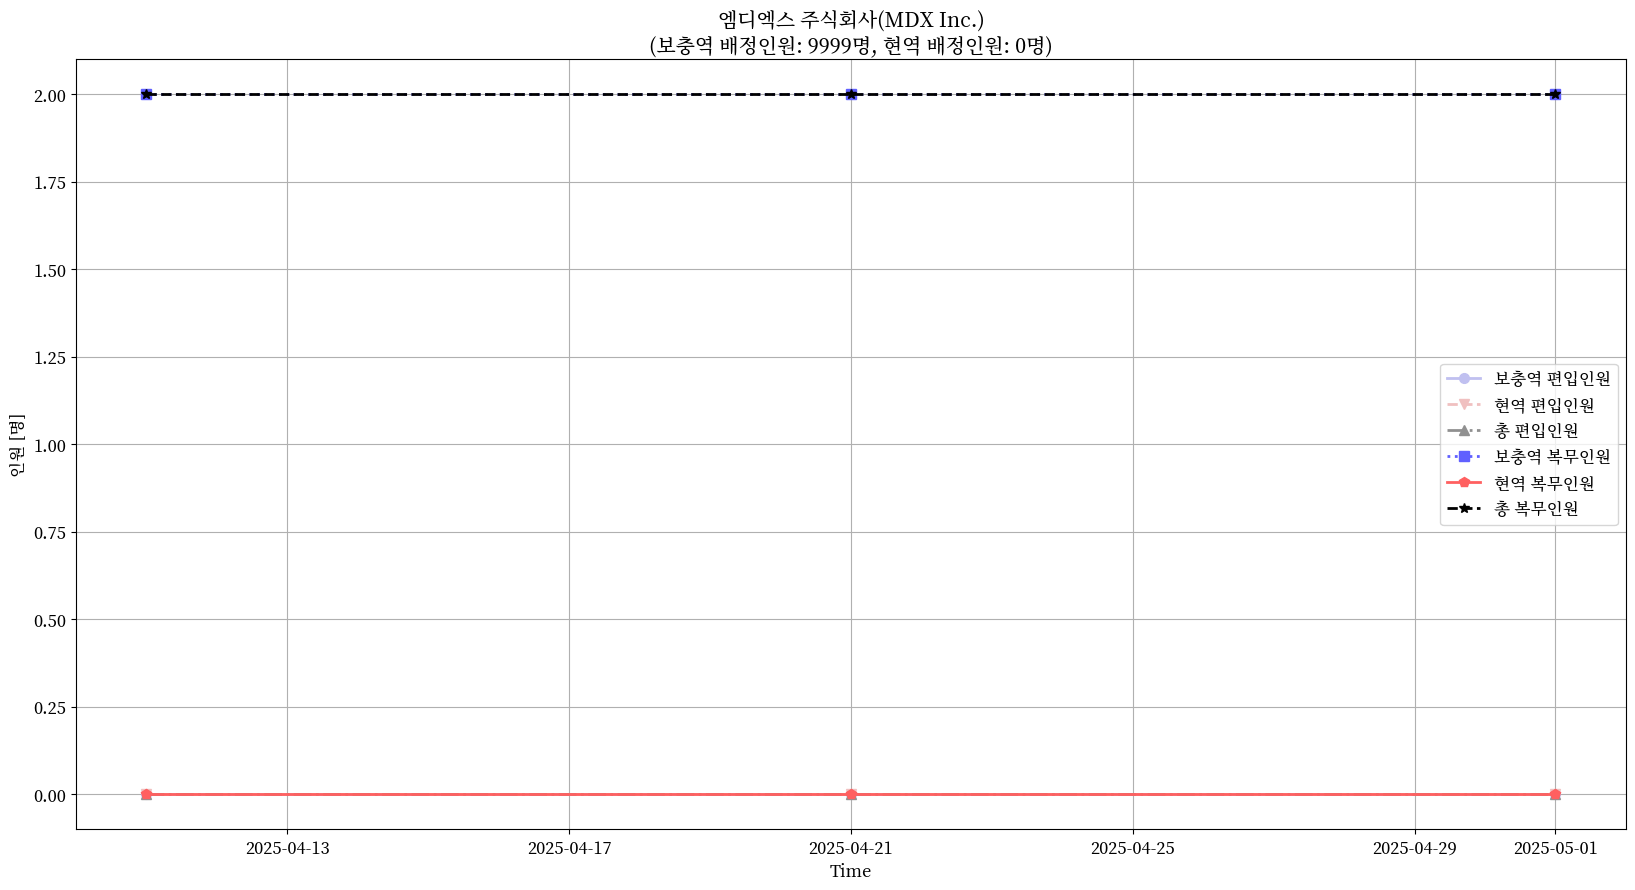 엠디엑스 주식회사(MDX Inc.)
(보충역 배정인원: 9999명, 현역 배정인원: 0명)
2.00
1.75
1.50
1.25
1.00
0.75
0.50
0.25
0.00
인원 [명]
보충역 편입인원
현역 편입인원
총 편입인원
보충역 복무인원
현역 복무인원
총 복무인원
2025-04-13
2025-04-17
2025-04-21
2025-04-25
2025-04-29
2025-05-01
Time